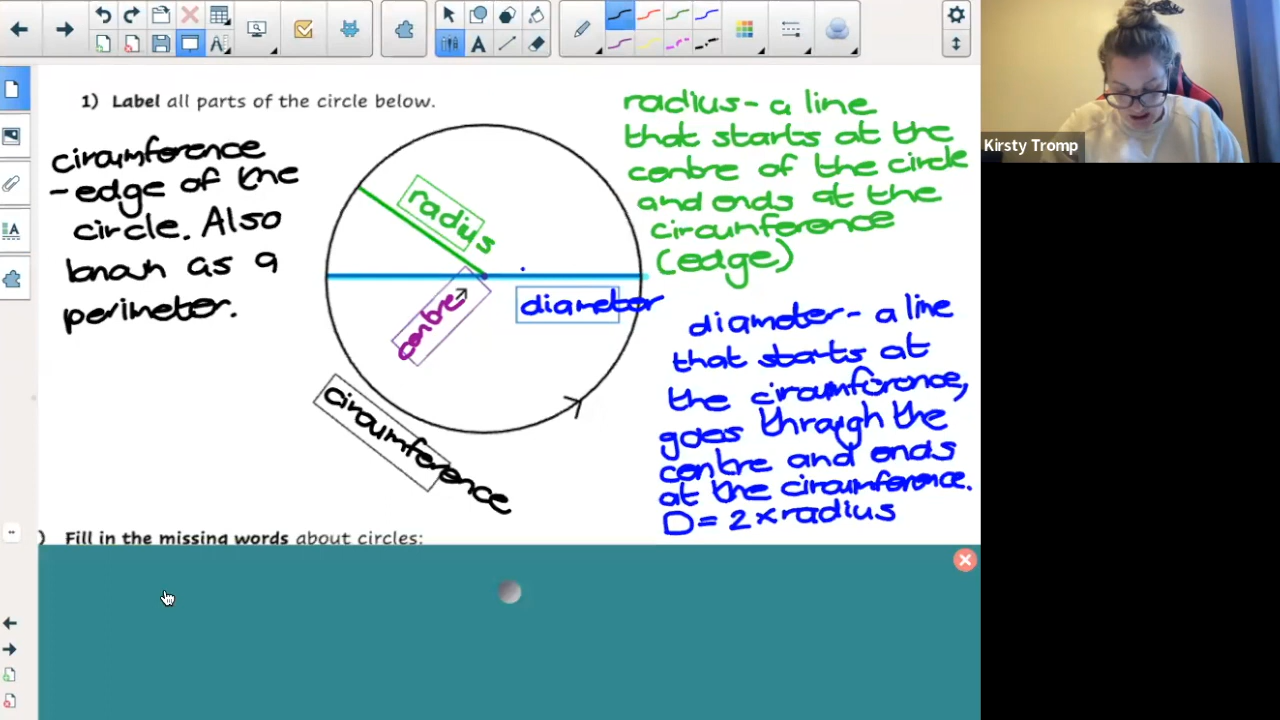 1) Label all parts of the circle below.
circumference
- edge of the
circle. Also
known as a
perimeter.
radius
centre
diameter
circumference
radius - a line
that starts at the
centre of the circle
and ends at the
circumference
(edge)
diameter - a line
that starts at
the circumference,
goes through the
centre and ends
at the circumference.
D = 2 x radius
) Fill in the missing words about circles:
Kirsty Tromp